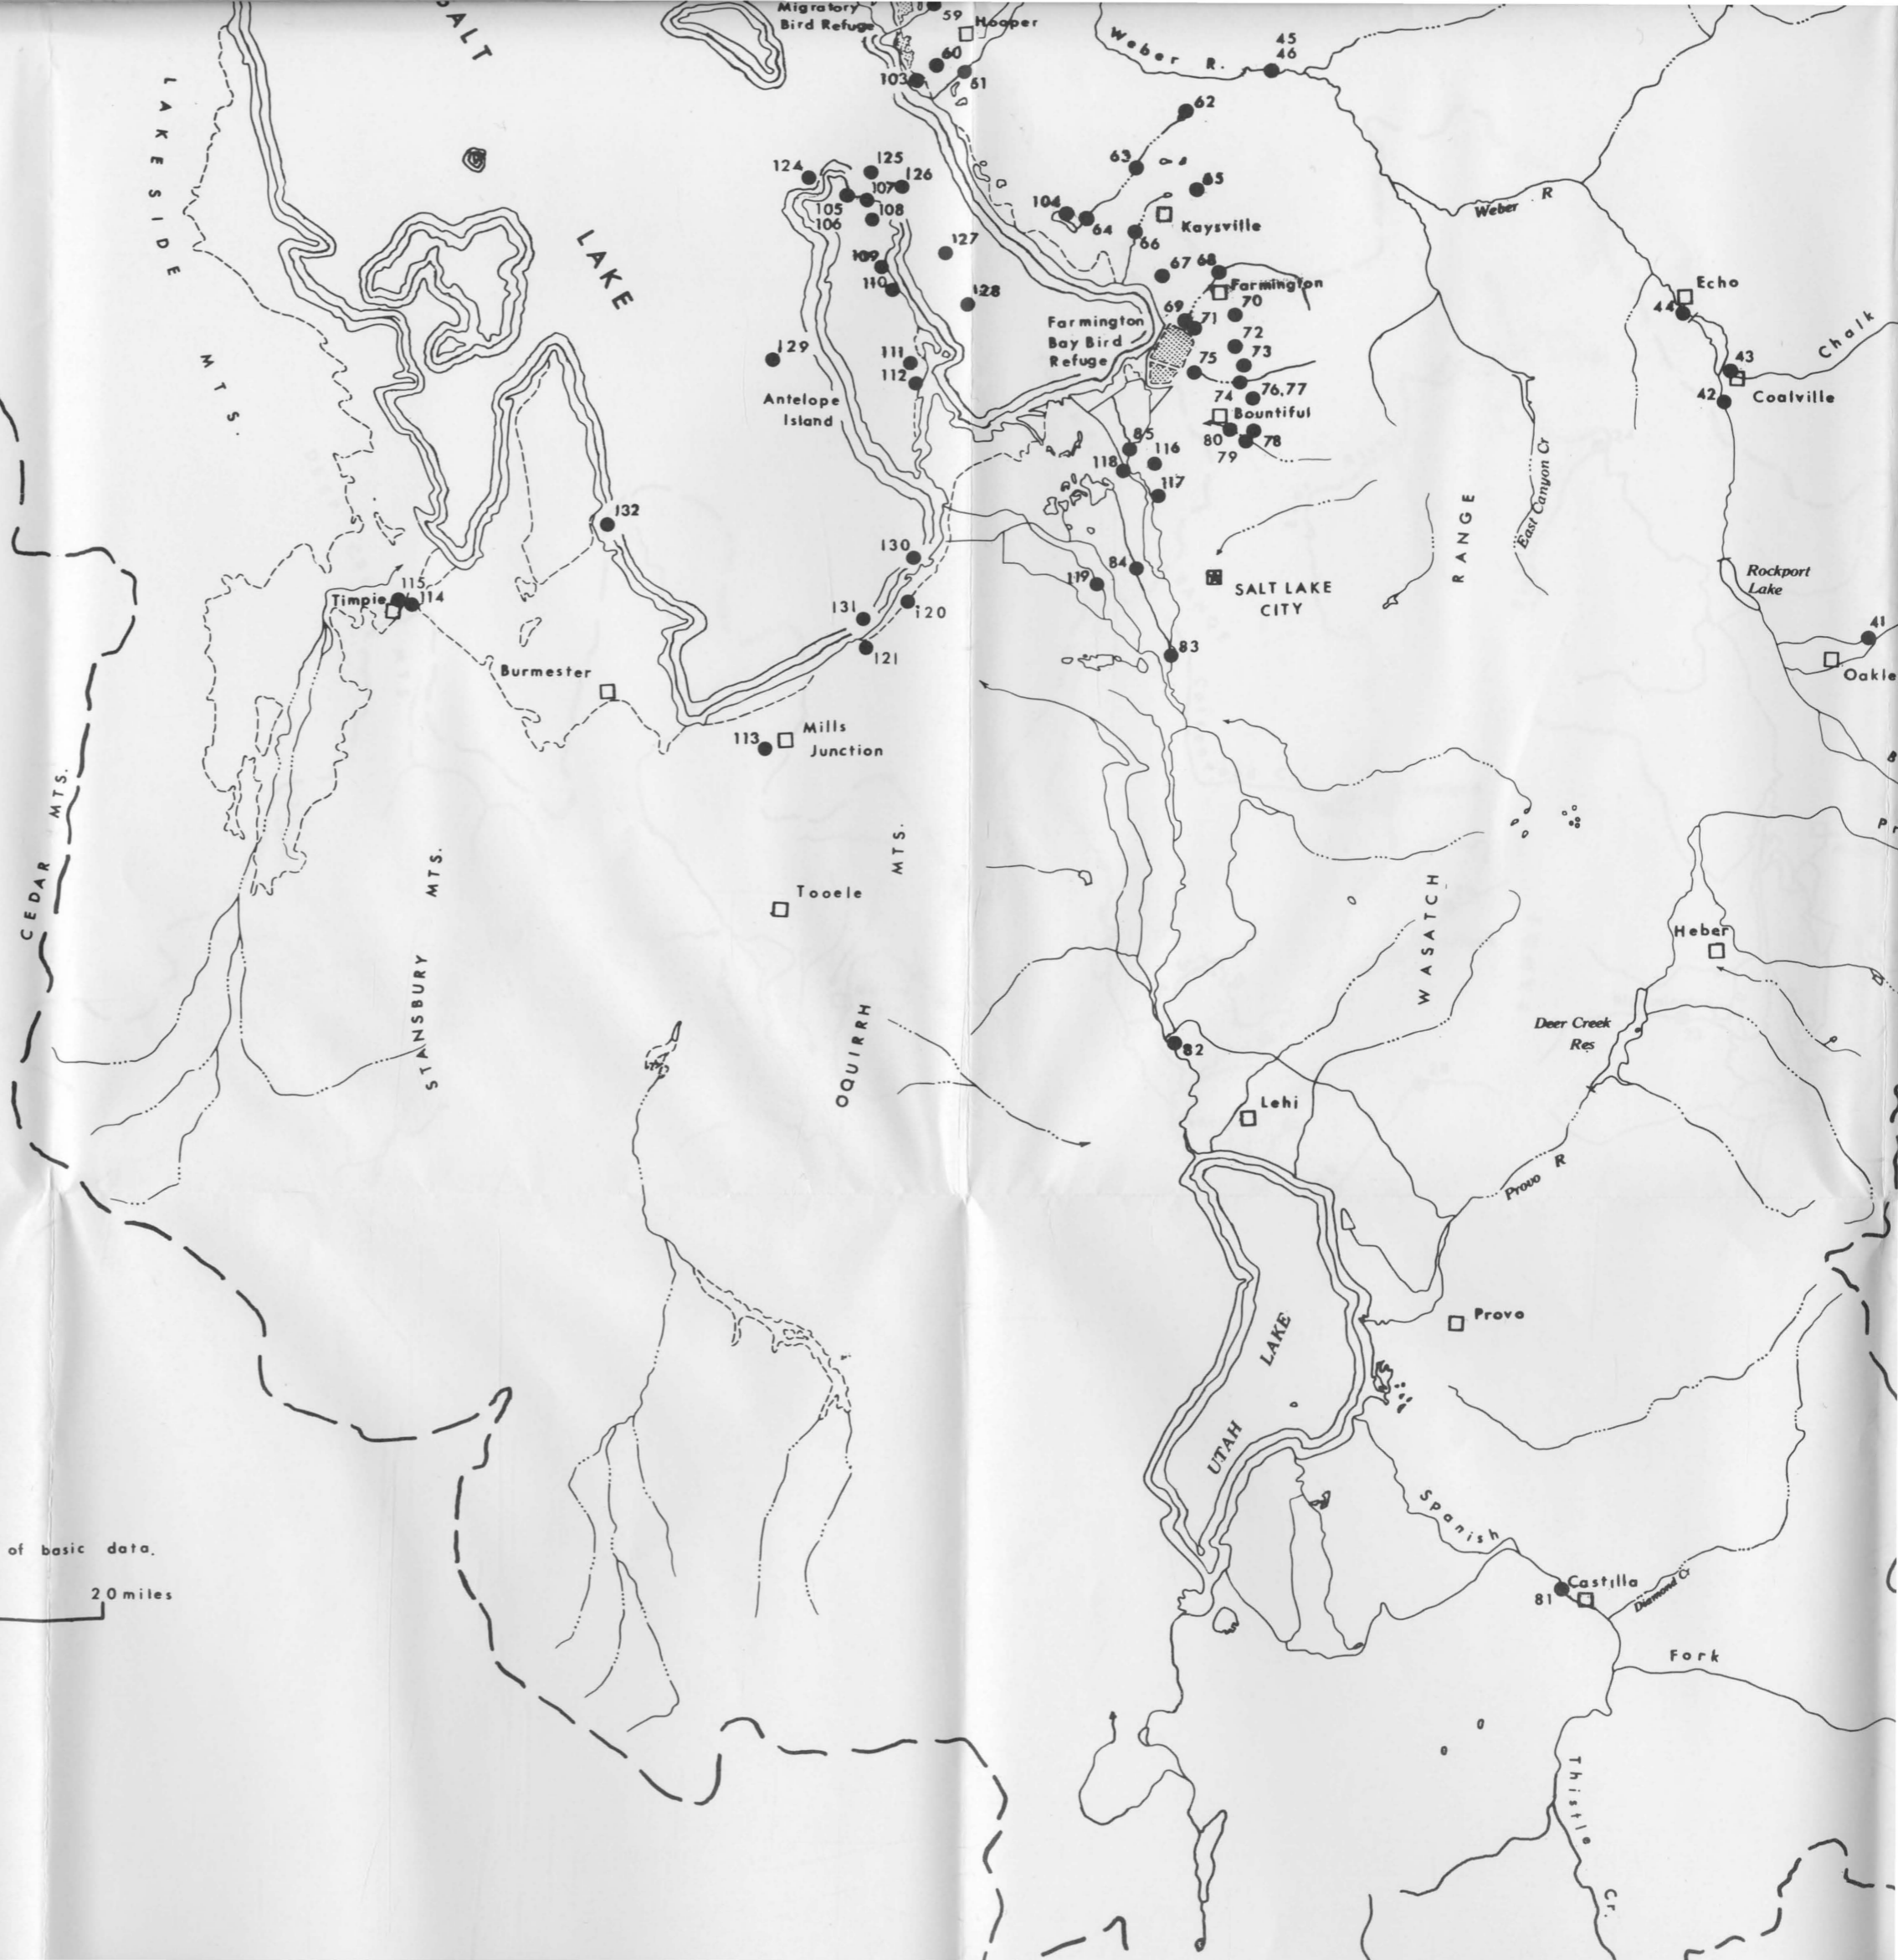 SALT
Migratory
Bird Refuge
59
Hooper
60
61
103
Weber R.
45
46
62
63
65
104
64
Kaysville
66
67
68
Farmington
70
69
71
72
73
75
74
76,77
Farmington
Bay Bird
Refuge
Bountiful
80
78
79
LAKESIDE
MTS.
LAKE
124
125
126
107
105
106
108
127
109
110
128
129
111
112
Antelope
Island
Weber R
Echo
44
Chalk
43
42
Coalville
East Canyon Cr
RANGE
85
116
118
117
132
130
84
119
SALT LAKE
CITY
Rockport
Lake
115
Timpie
114
131
120
121
41
Oakle
83
Burmester
113
Mills
Junction
CEDAR MTS.
STANSBURY MTS.
Tooele
OQUIRRH MTS.
WASATCH
Pr
Heber
Deer Creek
Res
82
Lehi
Provo R
Provo
UTAH LAKE
Spanish
of basic data.
20 miles
Castilla
81
Diamond Cr
Fork
Thistle Cr.